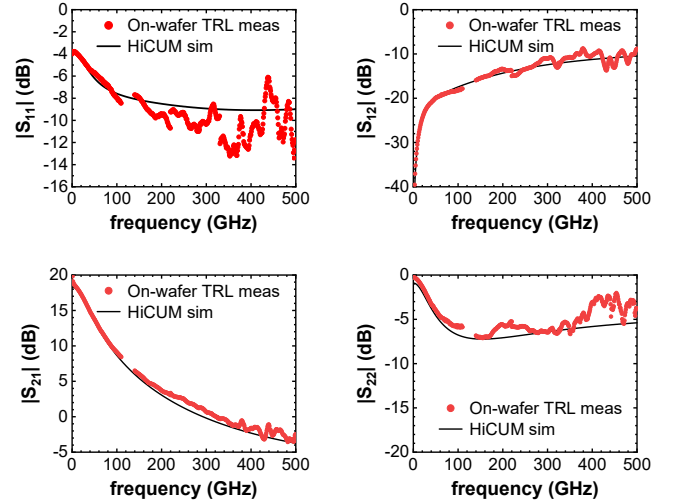 0
-2
-4
-6
-8
-10
-12
-14
-16
|S11| (dB)
On-wafer TRL meas
HiCUM sim
0 100 200 300 400 500
frequency (GHz)
0
-10
-20
-30
-40
|S12| (dB)
On-wafer TRL meas
HiCUM sim
0 100 200 300 400 500
frequency (GHz)
20
15
10
5
0
-5
|S21| (dB)
On-wafer TRL meas
HiCUM sim
0 100 200 300 400 500
frequency (GHz)
0
-5
-10
-15
-20
|S22| (dB)
On-wafer TRL meas
HiCUM sim
0 100 200 300 400 500
frequency (GHz)